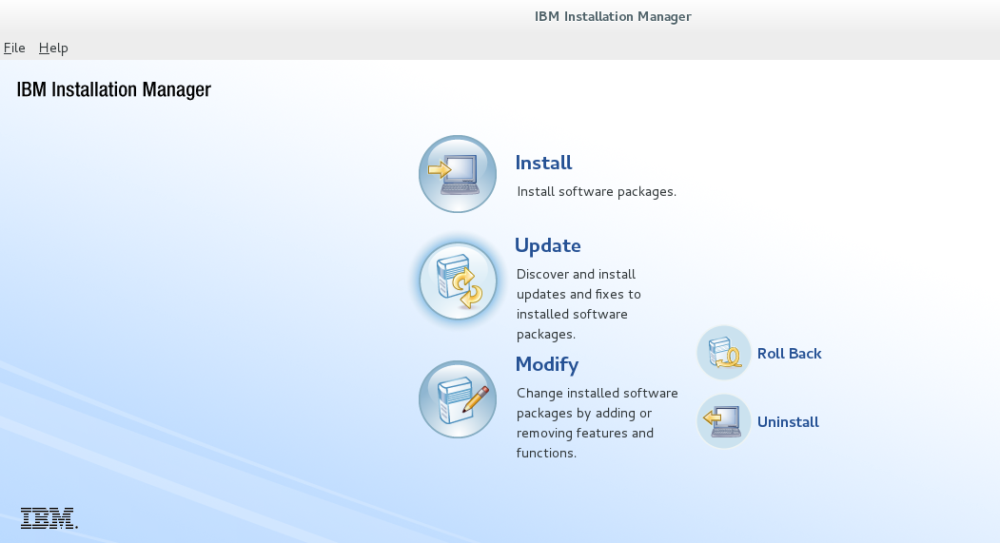 IBM Installation Manager
File Help
IBM Installation Manager
Install
Install software packages.
Update
Discover and install
updates and fixes to
installed software
packages.
Modify
Change installed software
packages by adding or
removing features and
functions.
Roll Back
Uninstall
IBM.